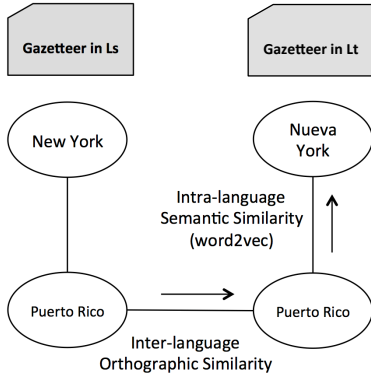 Gazetteer in Ls
Gazetteer in Lt
New York
Nueva
York
Intra-language
Semantic Similarity
(word2vec)
Puerto Rico
Puerto Rico
Inter-language
Orthographic Similarity